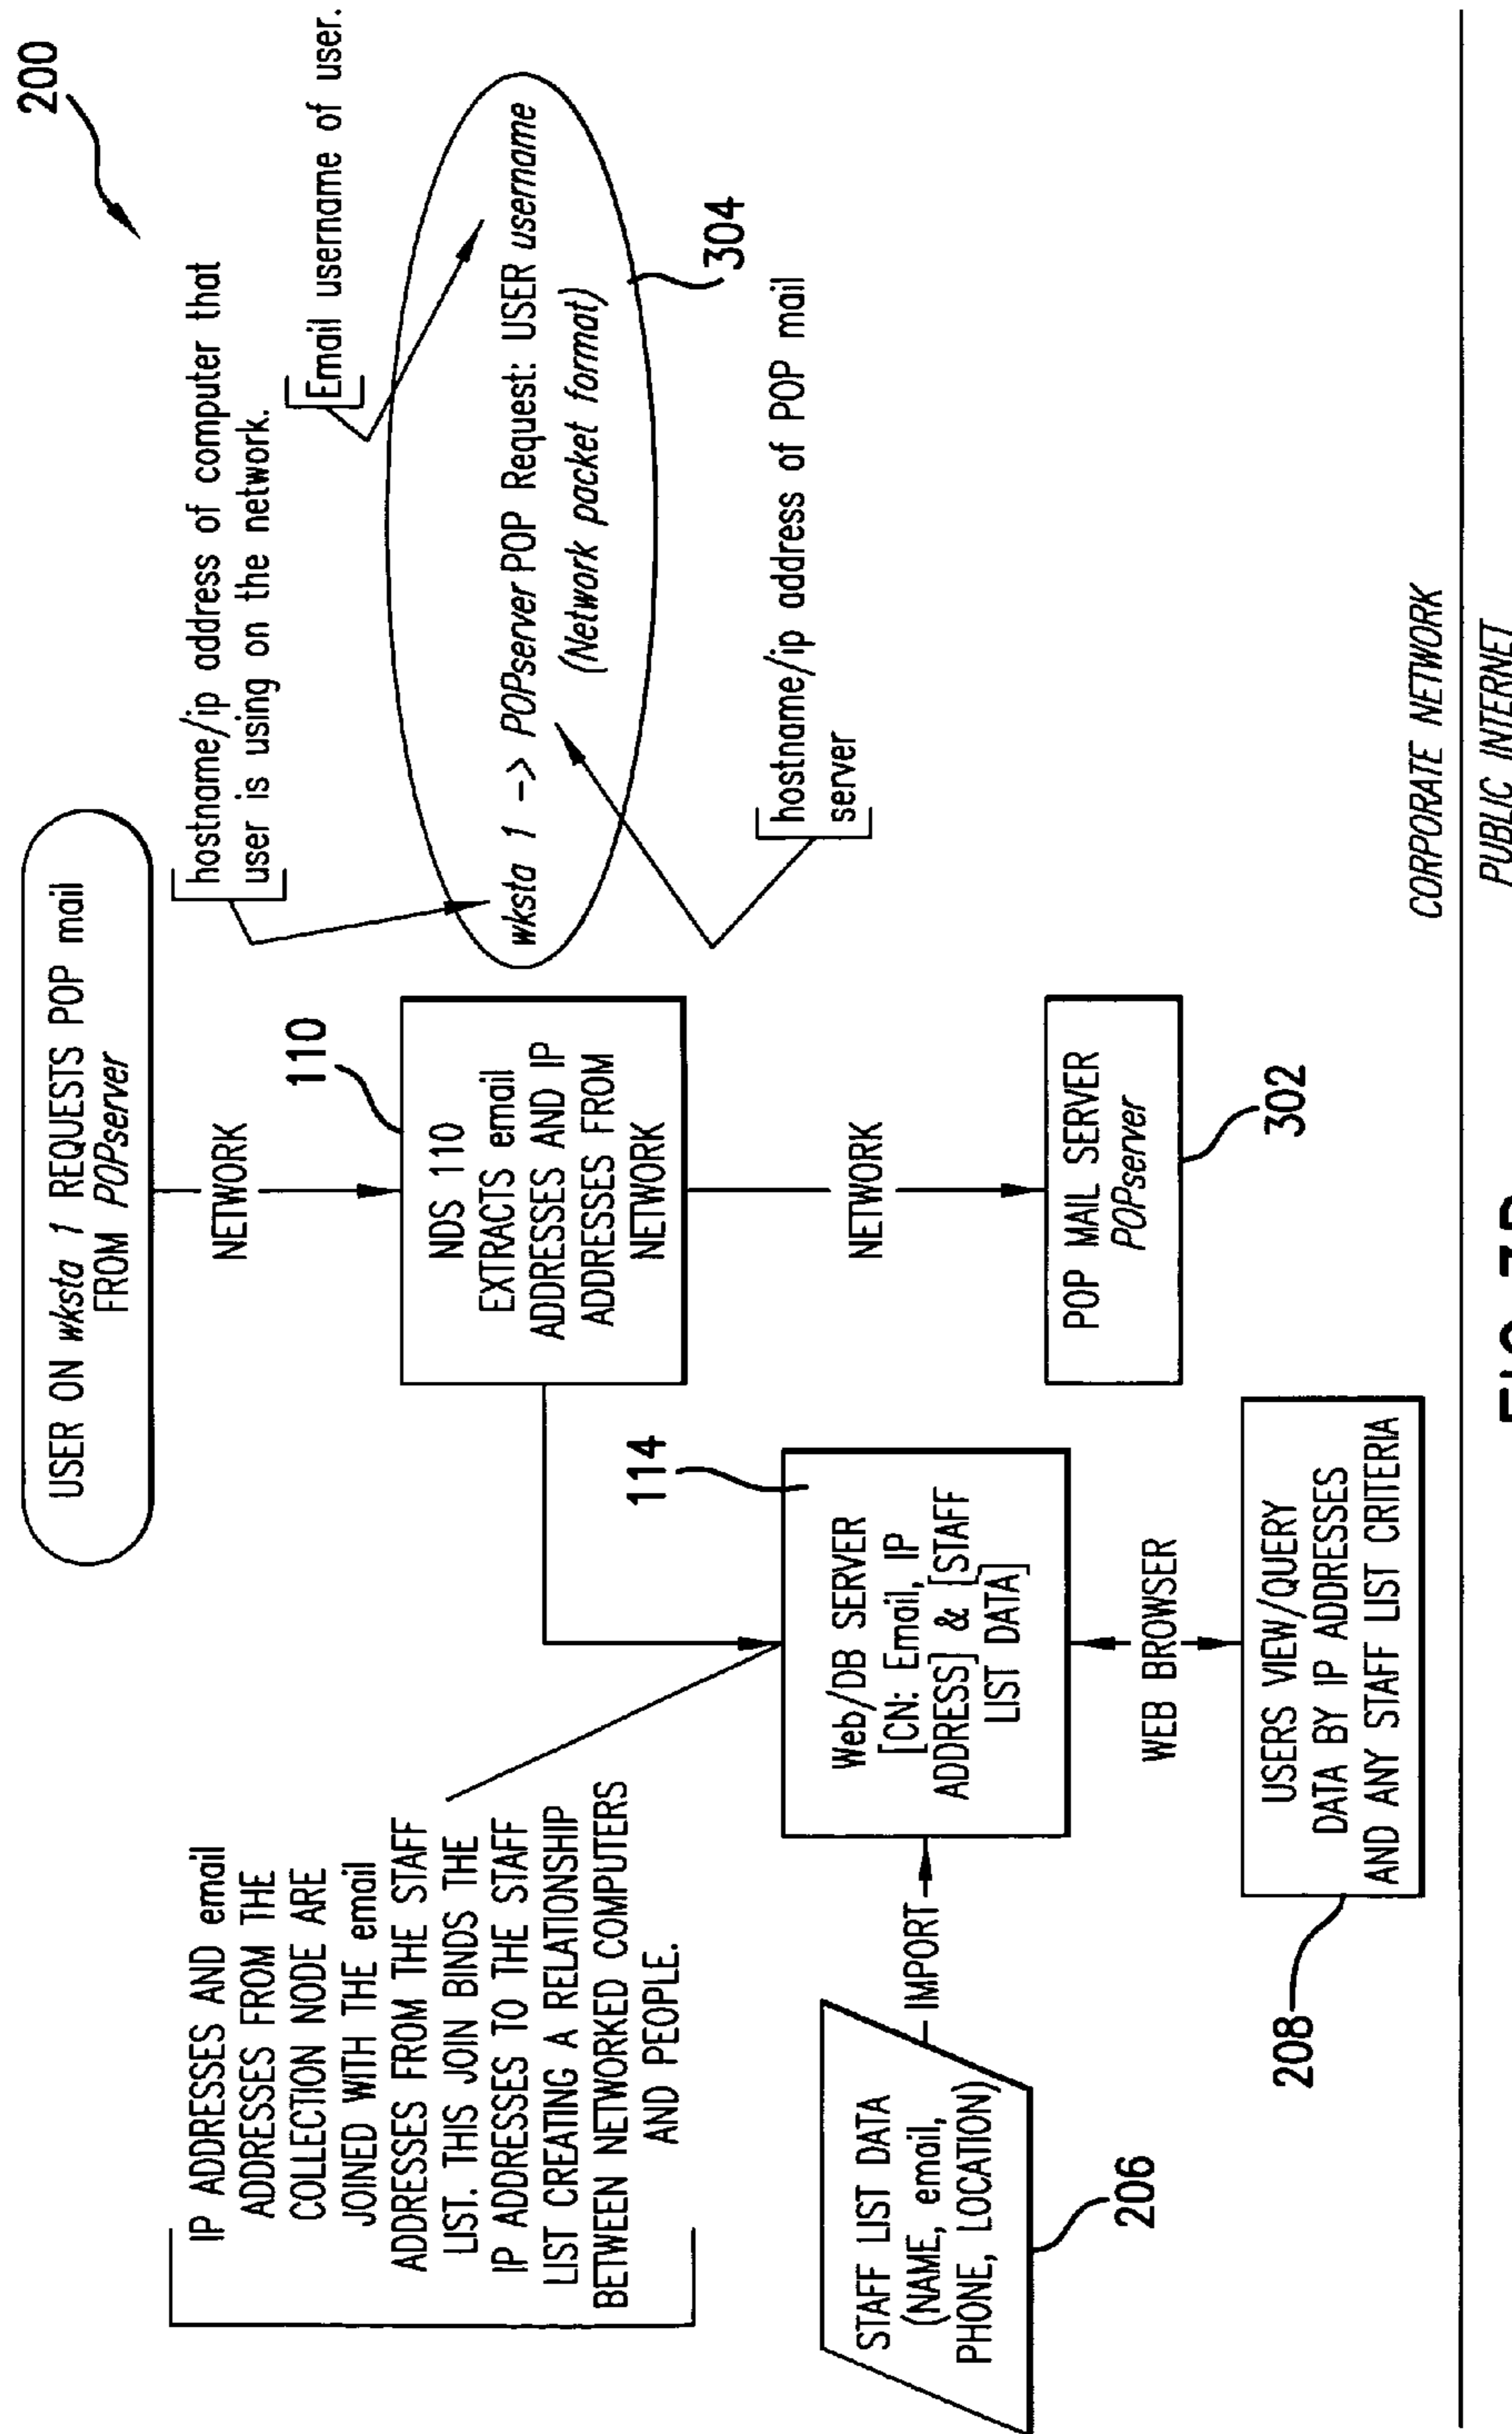 200
USER ON wksta 1 REQUESTS POP mail
FROM POPserver
hostname/ip address of computer that
user is using on the network.
Email username of user.
NETWORK
110
NDS 110
EXTRACTS email
ADDRESSES AND IP
ADDRESSES FROM
NETWORK
wksta 1 -> POPserver POP Request: USER username
(Network packet format)
304
hostname/ip address of POP mail
server
IP ADDRESSES AND email
ADDRESSES FROM THE
COLLECTION NODE ARE
JOINED WITH THE email
ADDRESSES FROM THE STAFF
LIST. THIS JOIN BINDS THE
IP ADDRESSES TO THE STAFF
LIST CREATING A RELATIONSHIP
BETWEEN NETWORKED COMPUTERS
AND PEOPLE.
114
Web/DB SERVER
[CN: Email, IP
ADDRESS] & [STAFF
LIST DATA]
NETWORK
POP MAIL SERVER
POPserver
302
STAFF LIST DATA
(NAME, email,
PHONE, LOCATION)
206
IMPORT
WEB BROWSER
USERS VIEW/QUERY
DATA BY IP ADDRESSES
AND ANY STAFF LIST CRITERIA
208
CORPORATE NETWORK
PUBLIC INTERNET